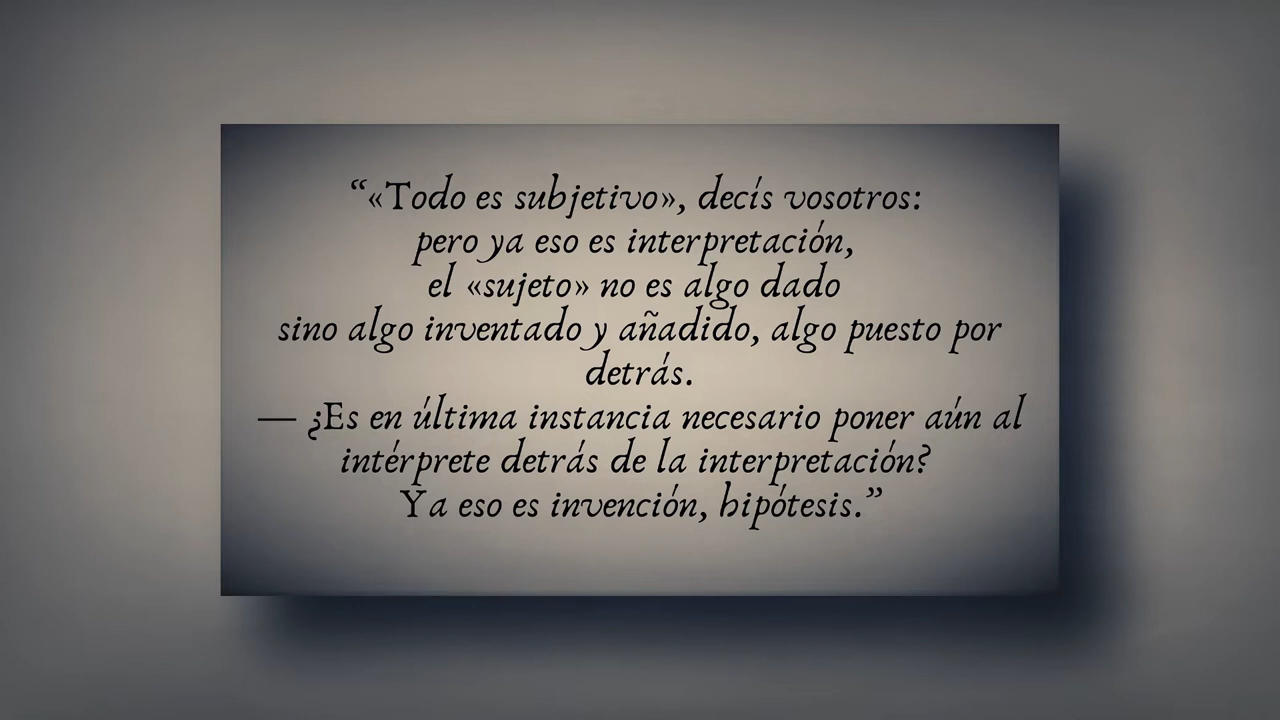 “«Todo es subjetivo», decís vosotros:
pero ya eso es interpretación,
el «sujeto» no es algo dado
sino algo inventado y añadido, algo puesto por
detrás.
— ¿Es en última instancia necesario poner aún al
intérprete detrás de la interpretación?
Ya eso es invención, hipótesis.”